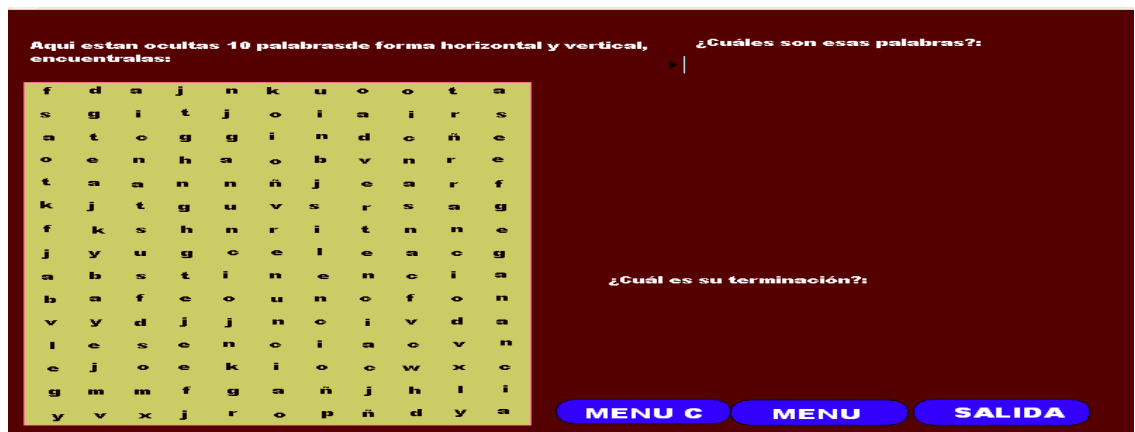 Aqui estan ocultas 10 palabrasde forma horizontal y vertical,
encuentralas:
¿Cuáles son esas palabras?:
f d a j n k u o o t a
s g i t j o i a i r s
a t c g g i n d c ñ e
o e n h a o b v n r e
t a a n n ñ j e a r f
k j t g u v s r s a g
f k s h n r i t n n e
j y u g c e l e a c g
a b s t i n e n c i a
b a f e o u n c f o n
v y d j j n c i v d a
l e s e n c i a c v n
e j o e k i o c w x c
g m m f g a ñ j h l i
y v x j r o p ñ d y a
¿Cuál es su terminación?:
MENU C MENU SALIDA